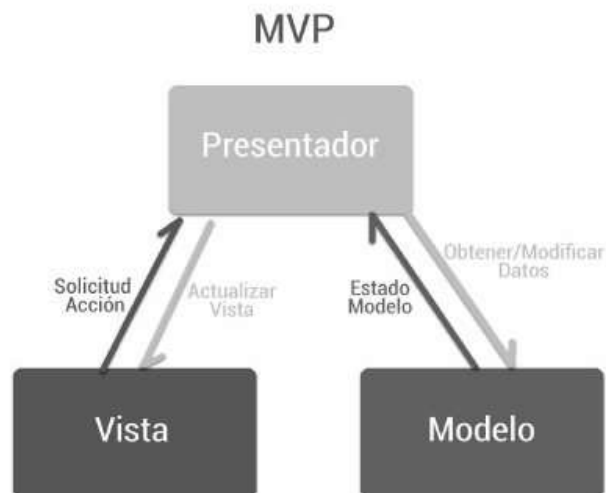 MVP
Presentador
Solicitud
Acción
Actualizar
Vista
Estado
Modelo
Obtener/Modificar
Datos
Vista
Modelo